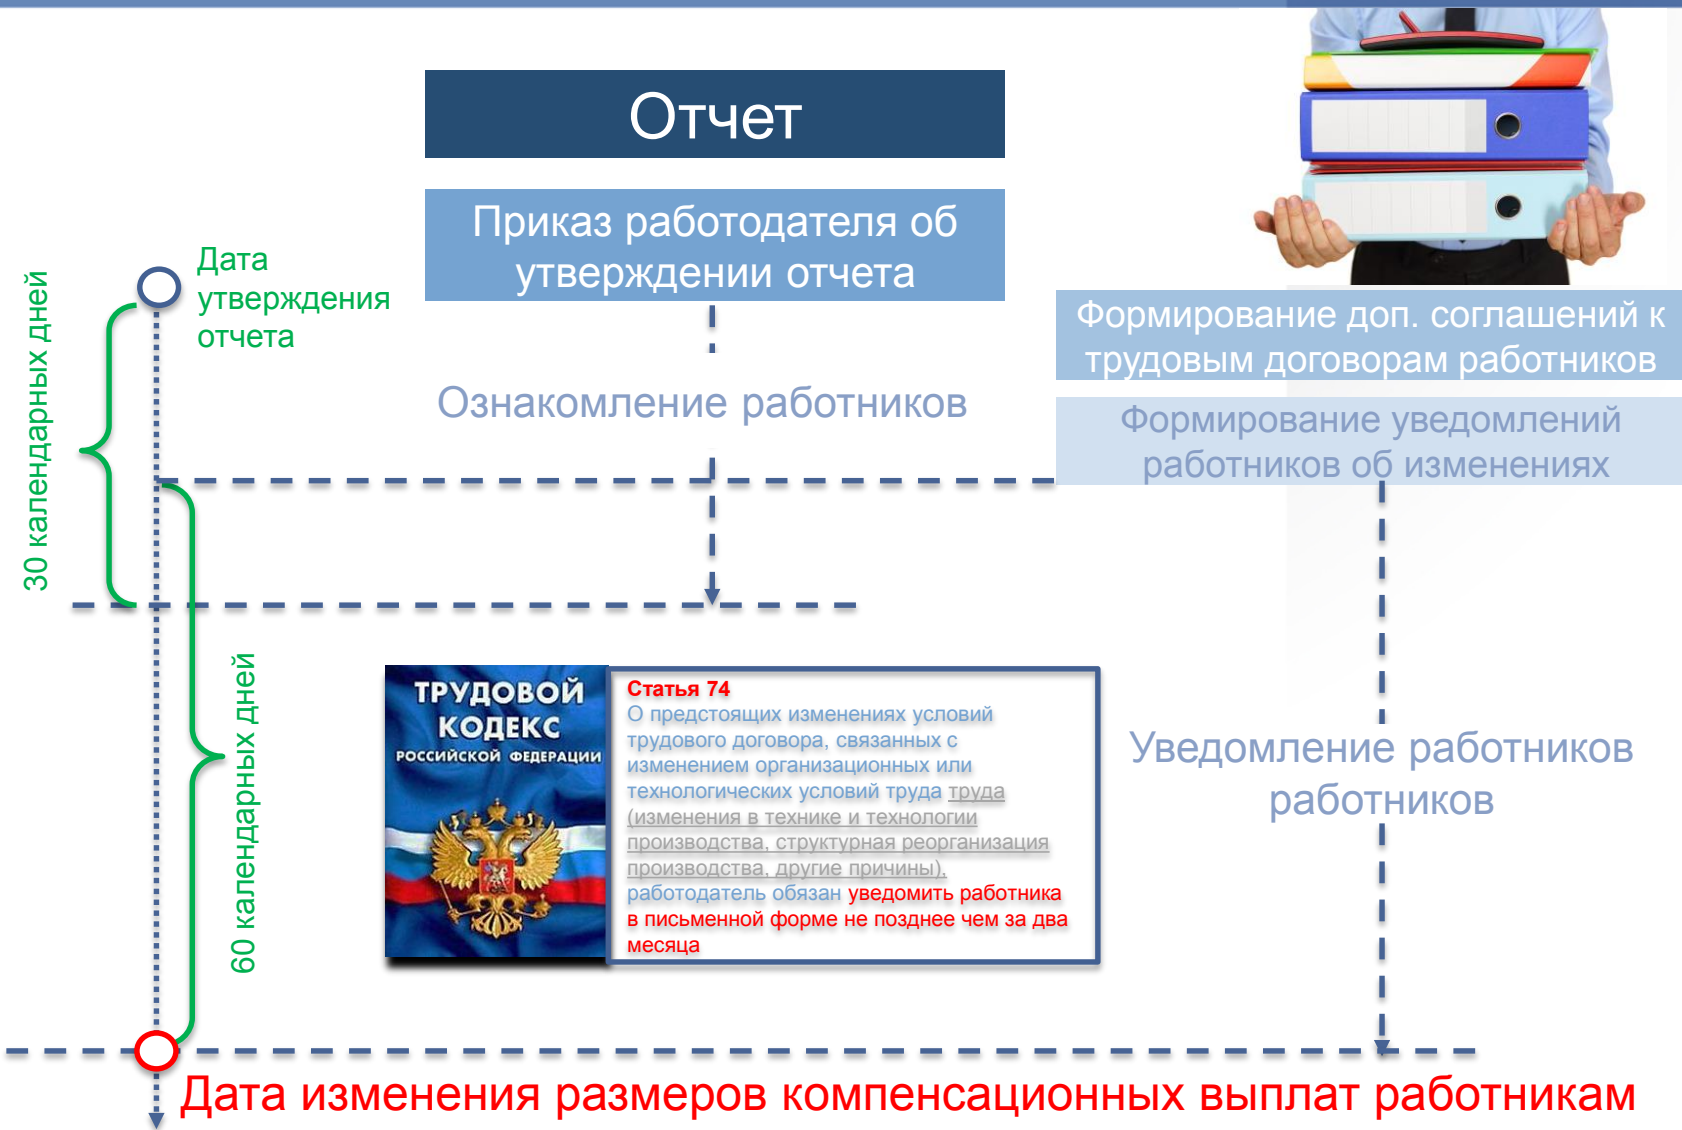 Отчет
Приказ работодателя об
утверждении отчета
Дата
утверждения
отчета
30 календарных дней
Формирование доп. соглашений к
трудовым договорам работников
Ознакомление работников
Формирование уведомлений
работников об изменениях
60 календарных дней
ТРУДОВОЙ
КОДЕКС
РОССИЙСКОЙ ФЕДЕРАЦИИ
Статья 74
О предстоящих изменениях условий
трудового договора, связанных с
изменением организационных или
технологических условий труда труда
(изменения в технике и технологии
производства, структурная реорганизация
производства, другие причины),
работодатель обязан уведомить работника
в письменной форме не позднее чем за два
месяца
Уведомление работников
работников
Дата изменения размеров компенсационных выплат работникам